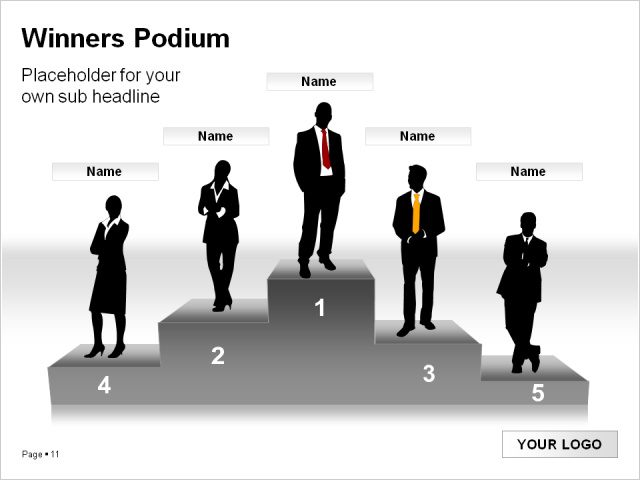 Winners Podium
Placeholder for your
own sub headline
Name
Name
Name
Name
Name
1
2
3
4
5
Page ▪ 11
YOUR LOGO